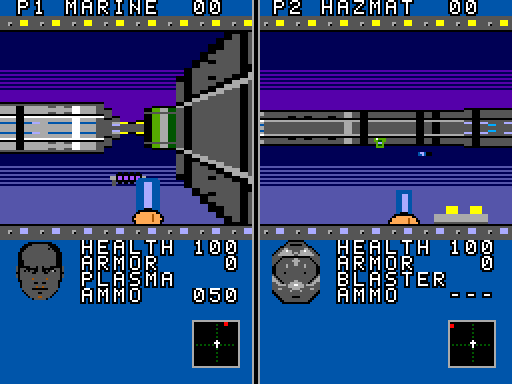 P1 MARINE 00
P2 HAZMAT 00
HEALTH 100
ARMOR 0
PLASMA
AMMO 050
HEALTH 100
ARMOR 0
BLASTER
AMMO ---